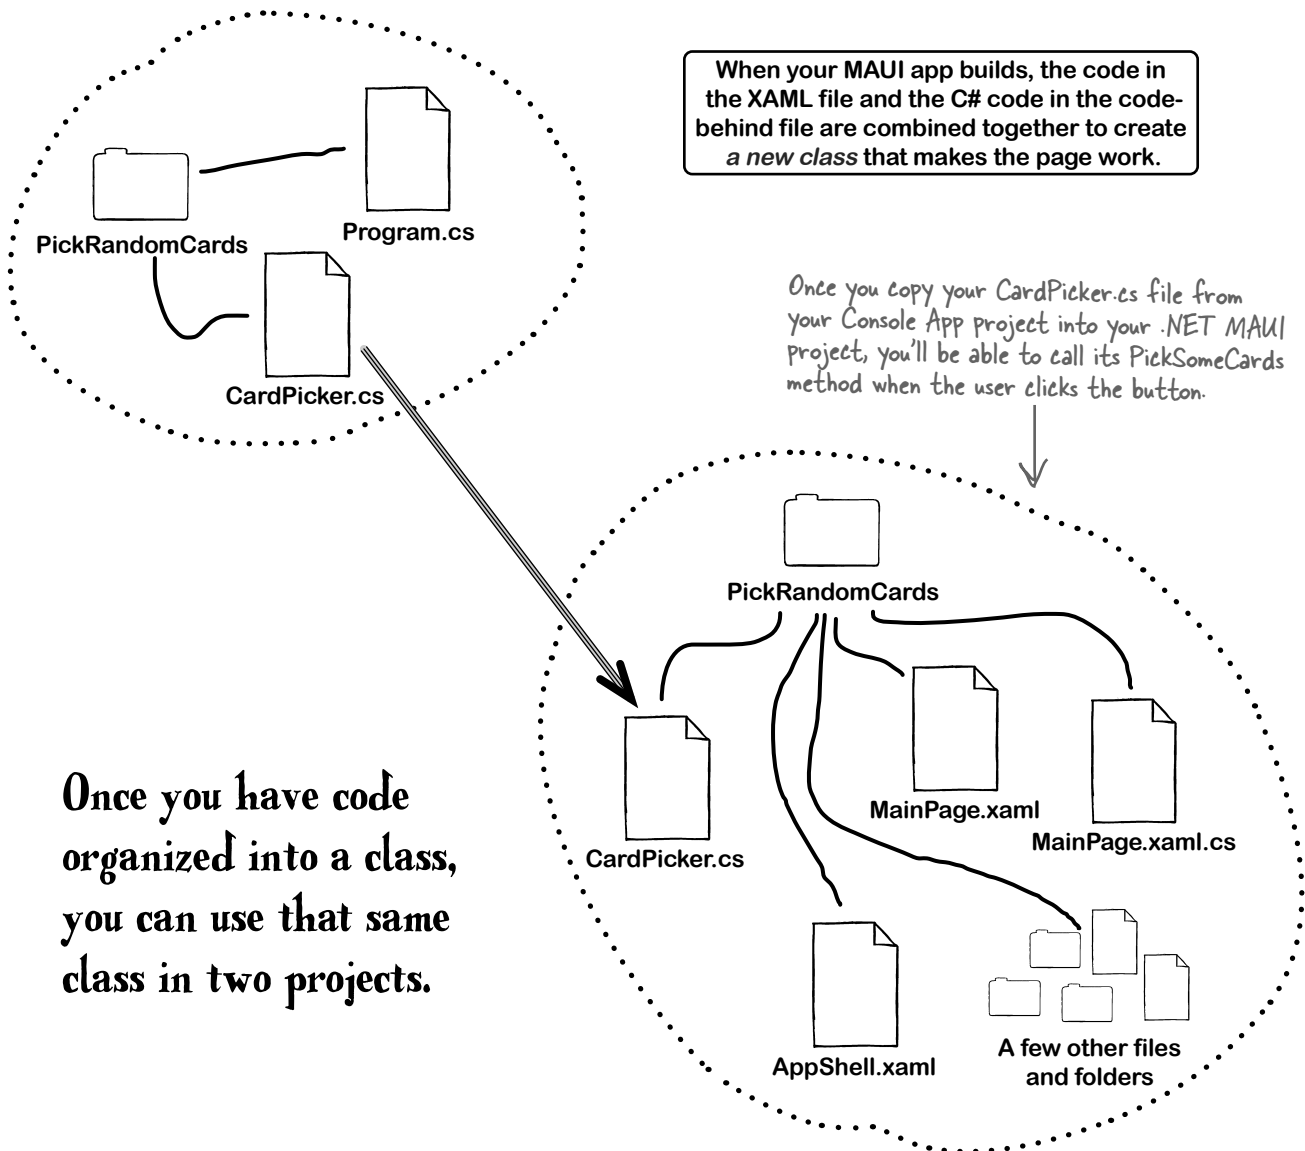 When your MAUI app builds, the code in
the XAML file and the C# code in the code-
behind file are combined together to create
a new class that makes the page work.
Program.cs
PickRandomCards
CardPicker.cs
Once you copy your CardPicker.cs file from
your Console App project into your .NET MAUI
project, you'll be able to call its PickSomeCards
method when the user clicks the button.
PickRandomCards
MainPage.xaml
MainPage.xaml.cs
CardPicker.cs
Once you have code
organized into a class,
you can use that same
class in two projects.
AppShell.xaml
A few other files
and folders